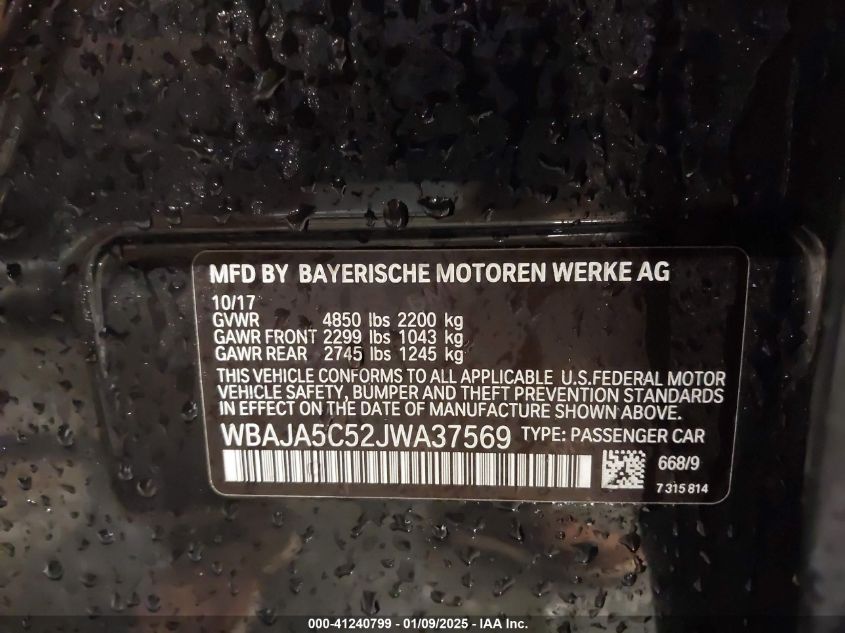 MFD BY BAYERISCHE MOTOREN WERKE AG
10/17
GVWR 4850 lbs 2200 kg
GAWR FRONT 2299 lbs 1043 kg
GAWR REAR 2745 lbs 1245 kg
THIS VEHICLE CONFORMS TO ALL APPLICABLE U.S.FEDERAL MOTOR
VEHICLE SAFETY, BUMPER AND THEFT PREVENTION STANDARDS
IN EFFECT ON THE DATE OF MANUFACTURE SHOWN ABOVE.
WBAJA5C52JWA37569 TYPE: PASSENGER CAR
668/9
7 315 814
000-41240799 - 01/09/2025 - IAA Inc.